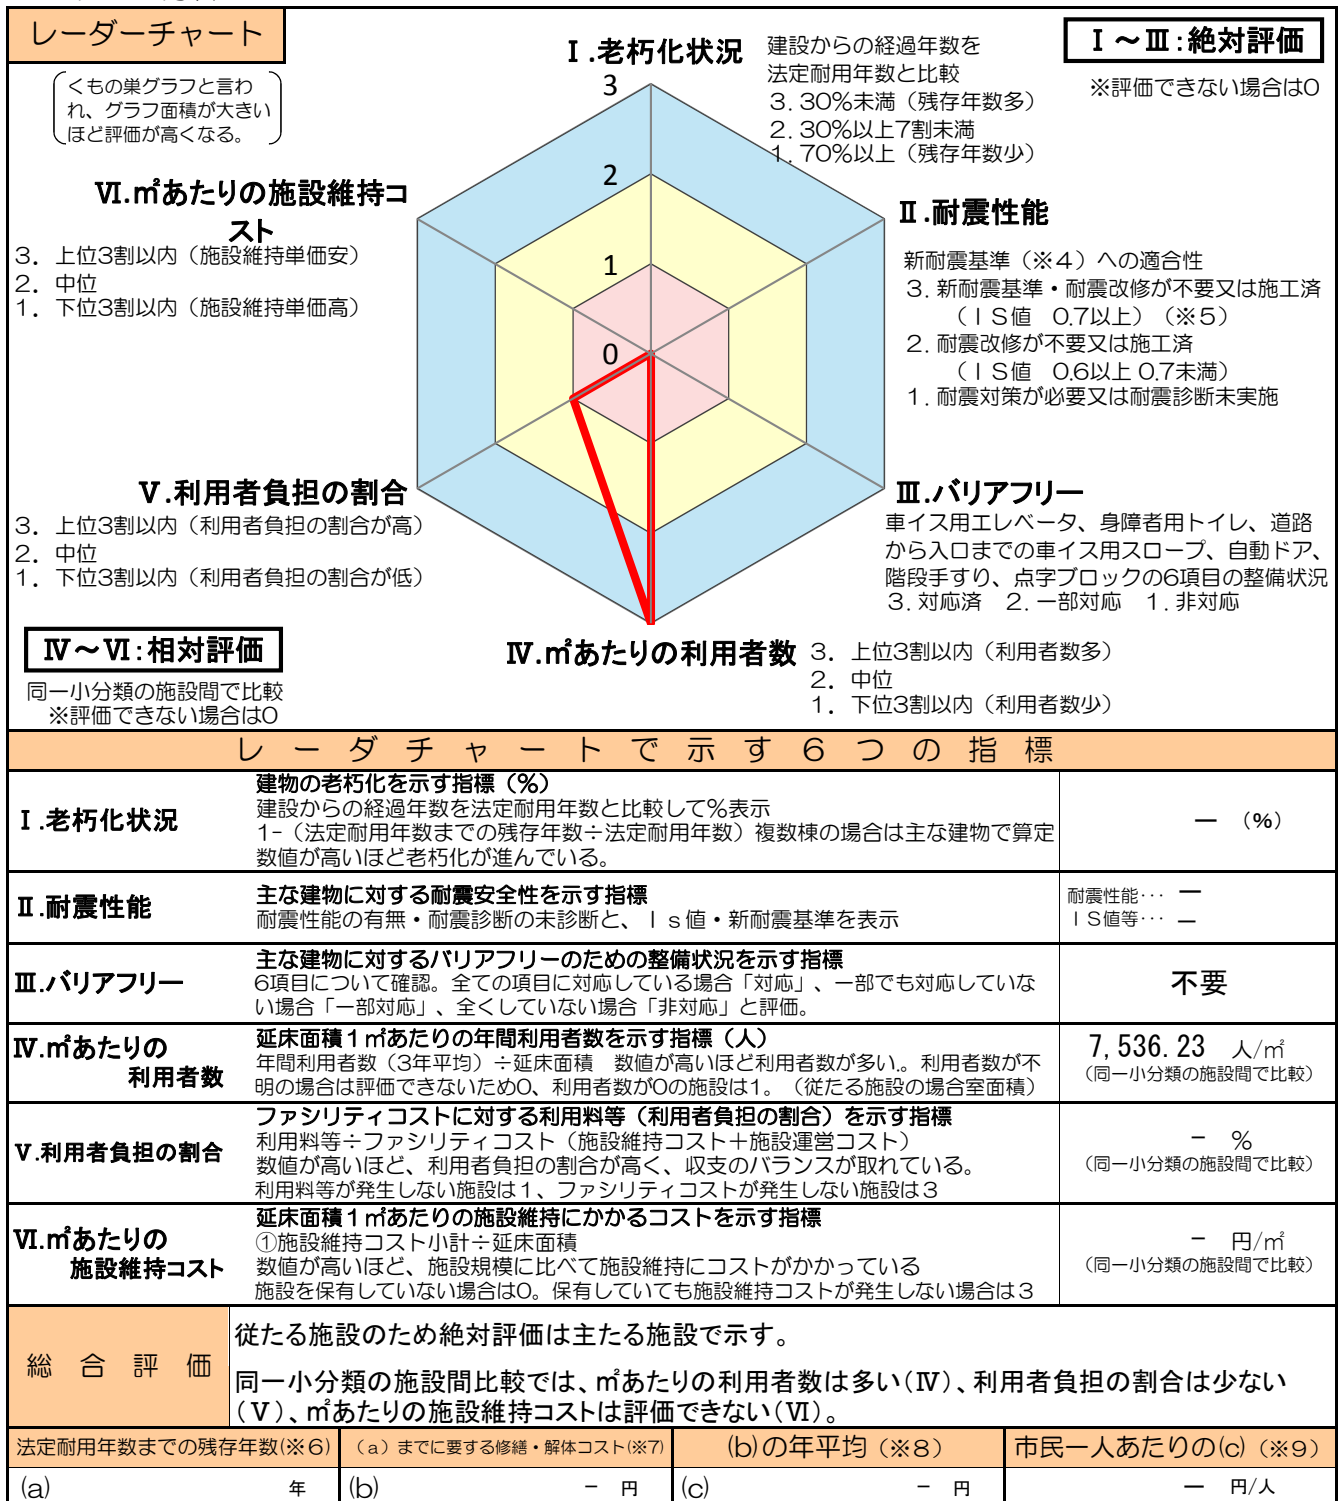 レーダーチャート
くもの巣グラフと言わ
れ、グラフ面積が大きい
ほど評価が高くなる。
Ⅰ.老朽化状況
建設からの経過年数を
法定耐用年数と比較
3. 30%未満（残存年数多）
2. 30%以上7割未満
1. 70%以上（残存年数少）
Ⅰ～Ⅲ:絶対評価
※評価できない場合は0
3
2
1
0
Ⅵ.㎡あたりの施設維持コ
スト
3. 上位3割以内（施設維持単価安）
2. 中位
1. 下位3割以内（施設維持単価高）
Ⅱ.耐震性能
新耐震基準（※4）への適合性
3. 新耐震基準・耐震改修が不要又は施工済
（ＩＳ値 0.7以上）（※5）
2. 耐震改修が不要又は施工済
（ＩＳ値 0.6以上 0.7未満）
1. 耐震対策が必要又は耐震診断未実施
Ⅴ.利用者負担の割合
3. 上位3割以内（利用者負担の割合が高）
2. 中位
1. 下位3割以内（利用者負担の割合が低）
Ⅲ.バリアフリー
車イス用エレベータ、身障者用トイレ、道路
から入口までの車イス用スロープ、自動ドア、
階段手すり、点字ブロックの6項目の整備状況
3. 対応済 2. 一部対応 1. 非対応
Ⅳ～Ⅵ:相対評価
同一小分類の施設間で比較
※評価できない場合は0
Ⅳ.㎡あたりの利用者数
3. 上位3割以内（利用者数多）
2. 中位
1. 下位3割以内（利用者数少）
レーダチャートで示す6つの指標
Ⅰ.老朽化状況
建物の老朽化を示す指標（%）
建設からの経過年数を法定耐用年数と比較して%表示
1-（法定耐用年数までの残存年数÷法定耐用年数）複数棟の場合は主な建物で算定
数値が高いほど老朽化が進んでいる。
－ （%）
Ⅱ.耐震性能
主な建物に対する耐震安全性を示す指標
耐震性能の有無・耐震診断の未診断と、Ｉｓ値・新耐震基準を表示
耐震性能･･･ －
ＩＳ値等･･･ －
Ⅲ.バリアフリー
主な建物に対するバリアフリーのための整備状況を示す指標
6項目について確認。全ての項目に対応している場合「対応」、一部でも対応していな
い場合「一部対応」、全くしていない場合「非対応」と評価。
不要
Ⅳ.㎡あたりの
利用者数
延床面積１㎡あたりの年間利用者数を示す指標（人）
年間利用者数（3年平均）÷延床面積 数値が高いほど利用者数が多い。利用者数が不
明の場合は評価できないため0、利用者数が0の施設は1。（従たる施設の場合室面積）
7,536.23 人/㎡
（同一小分類の施設間で比較）
Ⅴ.利用者負担の割合
ファシリティコストに対する利用料等（利用者負担の割合）を示す指標
利用料等÷ファシリティコスト（施設維持コスト＋施設運営コスト）
数値が高いほど、利用者負担の割合が高く、収支のバランスが取れている。
利用料等が発生しない施設は１、ファシリティコストが発生しない施設は３
－ %
（同一小分類の施設間で比較）
Ⅵ.㎡あたりの
施設維持コスト
延床面積１㎡あたりの施設維持にかかるコストを示す指標
①施設維持コスト小計÷延床面積
数値が高いほど、施設規模に比べて施設維持にコストがかかっている
施設を保有していない場合は0。保有していても施設維持コストが発生しない場合は３
－ 円/㎡
（同一小分類の施設間で比較）
総合評価
従たる施設のため絶対評価は主たる施設で示す。
同一小分類の施設間比較では、㎡あたりの利用者数は多い(Ⅳ)、利用者負担の割合は少ない
(Ⅴ)、㎡あたりの施設維持コストは評価できない(Ⅵ)。
法定耐用年数までの残存年数(※6)
（a）までに要する修繕・解体コスト(※7)
(b)の年平均（※8）
市民一人あたりの(c)（※9）
(a) 年
(b) － 円
(c) － 円
－ 円/人